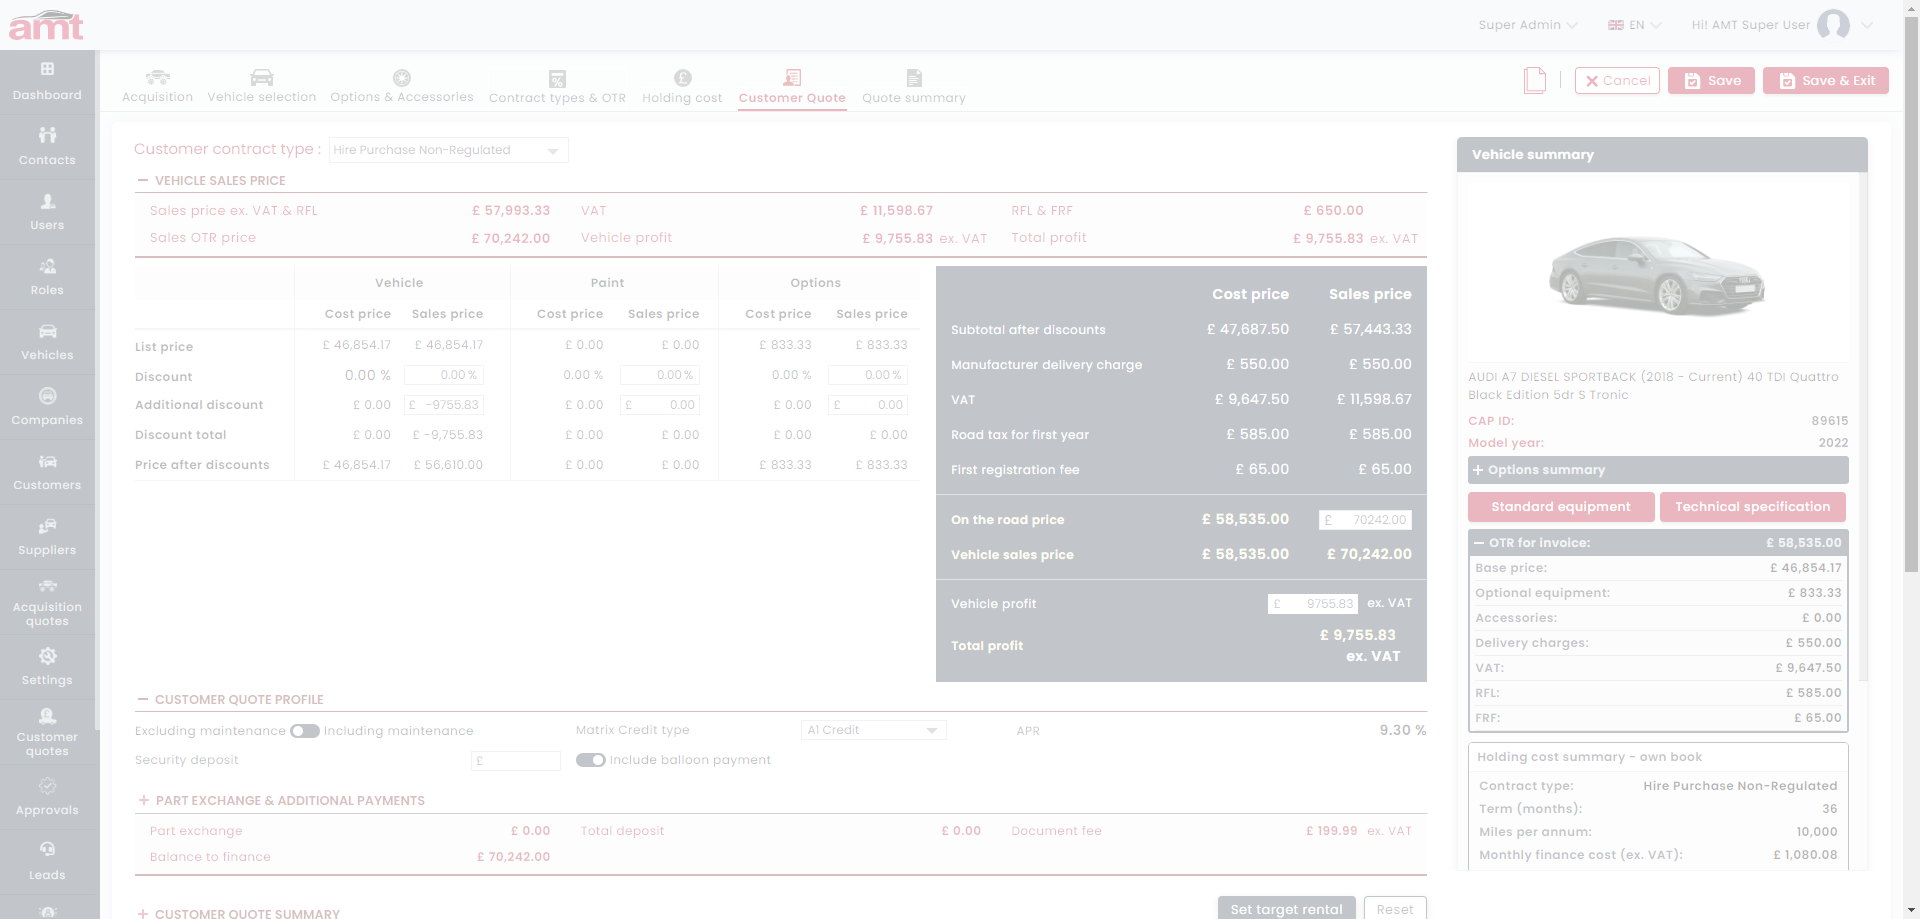 amt
Super Admin
EN
Hi! AMT Super User
Dashboard
Contacts
Users
Roles
Vehicles
Companies
Customers
Suppliers
Acquisition
quotes
Settings
Customer
quotes
Approvals
Leads
Acquisition
Vehicle selection
Options & Accessories
Contract types & OTR
Holding cost
Customer Quote
Quote summary
Cancel
Save
Save & Exit
Customer contract type : Hire Purchase Non-Regulated
VEHICLE SALES PRICE
Sales price ex. VAT & RFL £ 57,993.33 VAT £ 11,598.67 RFL & FRF £ 650.00
Sales OTR price £ 70,242.00 Vehicle profit £ 9,755.83 ex. VAT Total profit £ 9,755.83 ex. VAT
Vehicle Paint Options
Cost price Sales price Cost price Sales price Cost price Sales price
List price £ 46,854.17 £ 46,854.17 £ 0.00 £ 0.00 £ 833.33 £ 833.33
Discount 0.00 % 0.00 % 0.00 % 0.00 % 0.00 % 0.00 %
Additional discount £ 0.00 £ -9755.83 £ 0.00 £ 0.00 £ 0.00 £ 0.00
Discount total £ 0.00 £ -9,755.83 £ 0.00 £ 0.00 £ 0.00 £ 0.00
Price after discounts £ 46,854.17 £ 56,610.00 £ 0.00 £ 0.00 £ 833.33 £ 833.33
Cost price Sales price
Subtotal after discounts £ 47,687.50 £ 57,443.33
Manufacturer delivery charge £ 550.00 £ 550.00
VAT £ 9,647.50 £ 11,598.67
Road tax for first year £ 585.00 £ 585.00
First registration fee £ 65.00 £ 65.00
On the road price £ 58,535.00 £ 70242.00
Vehicle sales price £ 58,535.00 £ 70,242.00
Vehicle profit £ 9755.83 ex. VAT
Total profit £ 9,755.83
ex. VAT
CUSTOMER QUOTE PROFILE
Excluding maintenance Including maintenance Matrix Credit type A1 Credit APR 9.30 %
Security deposit £ Include balloon payment
PART EXCHANGE & ADDITIONAL PAYMENTS
Part exchange £ 0.00 Total deposit £ 0.00 Document fee £ 199.99 ex. VAT
Balance to finance £ 70,242.00
CUSTOMER QUOTE SUMMARY
Set target rental Reset
Vehicle summary
AUDI A7 DIESEL SPORTBACK (2018 - Current) 40 TDI Quattro
Black Edition 5dr S Tronic
CAP ID: 89615
Model year: 2022
Options summary
Standard equipment Technical specification
OTR for invoice: £ 58,535.00
Base price: £ 46,854.17
Optional equipment: £ 833.33
Accessories: £ 0.00
Delivery charges: £ 550.00
VAT: £ 9,647.50
RFL: £ 585.00
FRF: £ 65.00
Holding cost summary - own book
Contract type: Hire Purchase Non-Regulated
Term (months): 36
Miles per annum: 10,000
Monthly finance cost (ex. VAT): £ 1,080.08